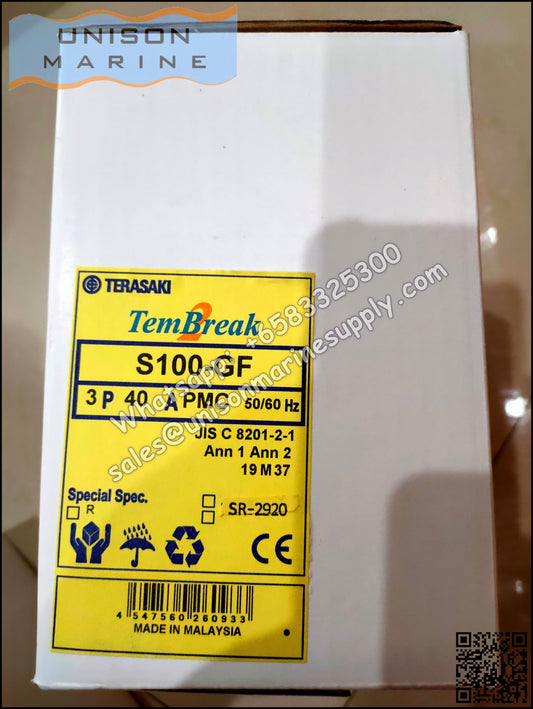 UNISON
MARINE
TERASAKI
TemBreak 2
S100-GF
3 P 40 A PMG 50/60 Hz
JIS C 8201-2-1
Ann 1 Ann 2
19 M 37
Special Spec.
R
SR-2920
CE
4 547560 260933
MADE IN MALAYSIA
Whatsapp: +6583325300
sales@unisonmarinesupply.com